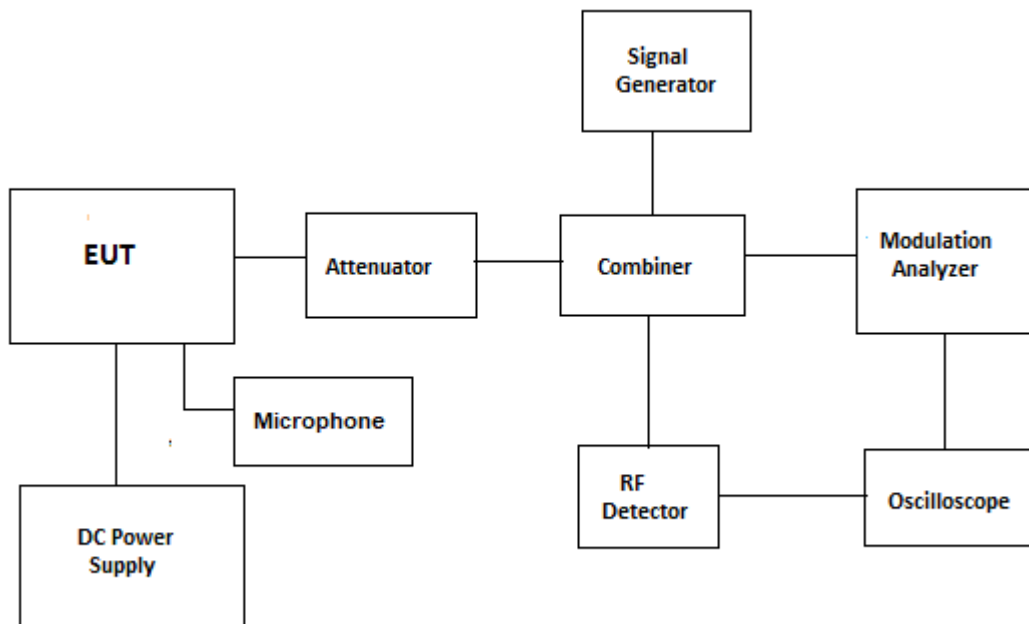 Signal
Generator
EUT
Attenuator
Combiner
Modulation
Analyzer
Microphone
RF
Detector
Oscilloscope
DC Power
Supply